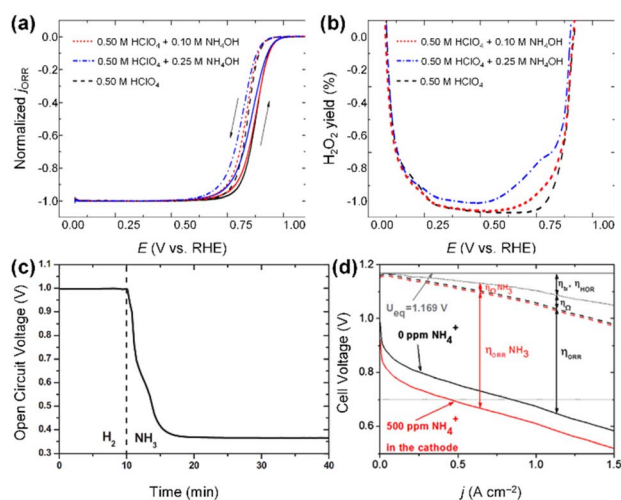 (a)
0.50 M HClO₄ + 0.10 M NH₄OH
0.50 M HClO₄ + 0.25 M NH₄OH
0.50 M HClO₄
Normalized jORR
0.0
-0.2
-0.4
-0.6
-0.8
-1.0
0.00 0.25 0.50 0.75 1.00
E (V vs. RHE)
(b)
0.50 M HClO₄ + 0.10 M NH₄OH
0.50 M HClO₄ + 0.25 M NH₄OH
0.50 M HClO₄
H₂O₂ yield (%)
0.0
-0.2
-0.4
-0.6
-0.8
-1.0
0.00 0.25 0.50 0.75 1.00
E (V vs. RHE)
(c)
Open Circuit Voltage (V)
1.1
1.0
0.9
0.8
0.7
0.6
0.5
0.4
0.3
H₂ NH₃
0 10 20 30 40
Time (min)
(d)
Cell Voltage (V)
1.2
1.0
0.8
0.6
Ueq=1.169 V
ηΩ NH₃
ηHOR
ηΩ
0 ppm NH₄⁺
ηORR NH₃
ηORR
500 ppm NH₄⁺
in the cathode
0.0 0.5 1.0 1.5
j (A cm⁻²)